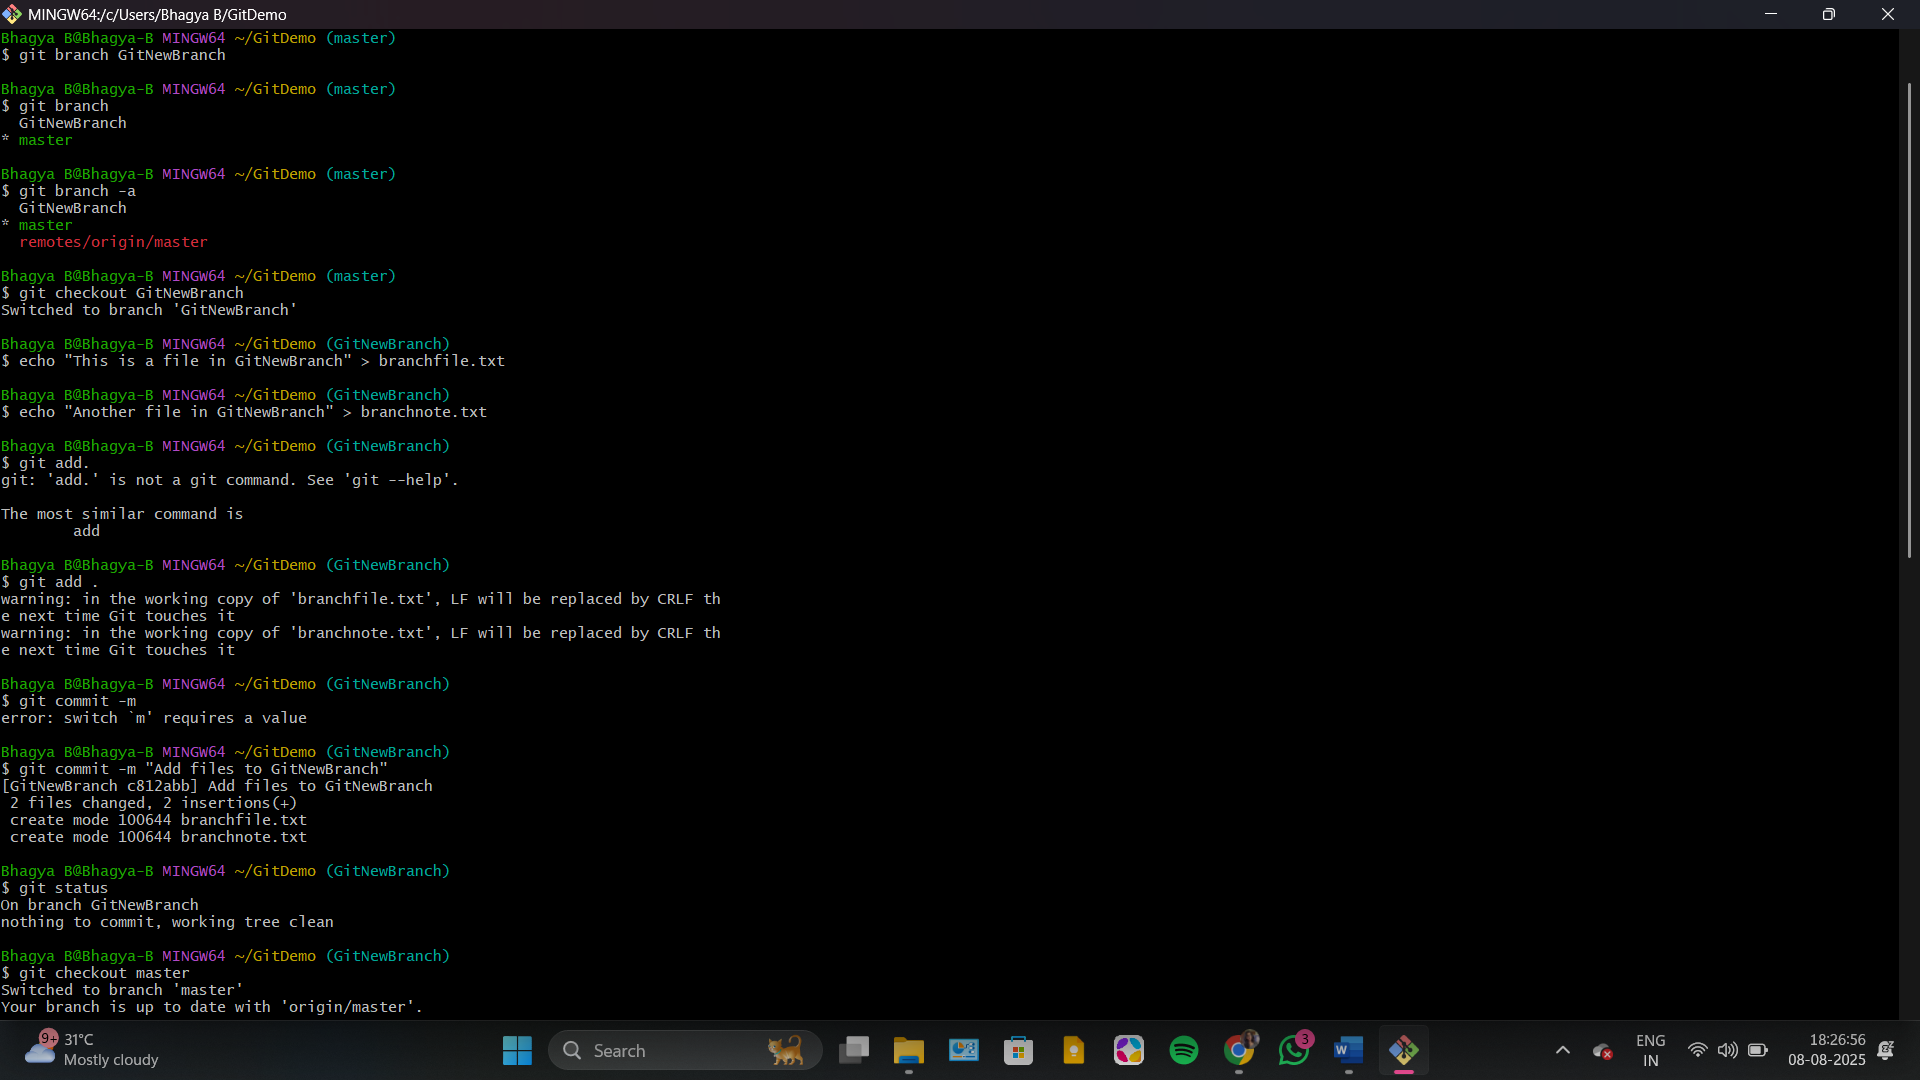 MINGW64:/c/Users/Bhagya B/GitDemo
Bhagya B@Bhagya-B MINGW64 ~/GitDemo (master)
$ git branch GitNewBranch
Bhagya B@Bhagya-B MINGW64 ~/GitDemo (master)
$ git branch
  GitNewBranch
* master
Bhagya B@Bhagya-B MINGW64 ~/GitDemo (master)
$ git branch -a
  GitNewBranch
* master
  remotes/origin/master
Bhagya B@Bhagya-B MINGW64 ~/GitDemo (master)
$ git checkout GitNewBranch
Switched to branch 'GitNewBranch'
Bhagya B@Bhagya-B MINGW64 ~/GitDemo (GitNewBranch)
$ echo "This is a file in GitNewBranch" > branchfile.txt
Bhagya B@Bhagya-B MINGW64 ~/GitDemo (GitNewBranch)
$ echo "Another file in GitNewBranch" > branchnote.txt
Bhagya B@Bhagya-B MINGW64 ~/GitDemo (GitNewBranch)
$ git add.
git: 'add.' is not a git command. See 'git --help'.
The most similar command is
        add
Bhagya B@Bhagya-B MINGW64 ~/GitDemo (GitNewBranch)
$ git add .
warning: in the working copy of 'branchfile.txt', LF will be replaced by CRLF th
e next time Git touches it
warning: in the working copy of 'branchnote.txt', LF will be replaced by CRLF th
e next time Git touches it
Bhagya B@Bhagya-B MINGW64 ~/GitDemo (GitNewBranch)
$ git commit -m
error: switch `m' requires a value
Bhagya B@Bhagya-B MINGW64 ~/GitDemo (GitNewBranch)
$ git commit -m "Add files to GitNewBranch"
[GitNewBranch c812abb] Add files to GitNewBranch
 2 files changed, 2 insertions(+)
 create mode 100644 branchfile.txt
 create mode 100644 branchnote.txt
Bhagya B@Bhagya-B MINGW64 ~/GitDemo (GitNewBranch)
$ git status
On branch GitNewBranch
nothing to commit, working tree clean
Bhagya B@Bhagya-B MINGW64 ~/GitDemo (GitNewBranch)
$ git checkout master
Switched to branch 'master'
Your branch is up to date with 'origin/master'.
9+
31°C
Mostly cloudy
Search
3
W
ENG
IN
18:26:56
08-08-2025